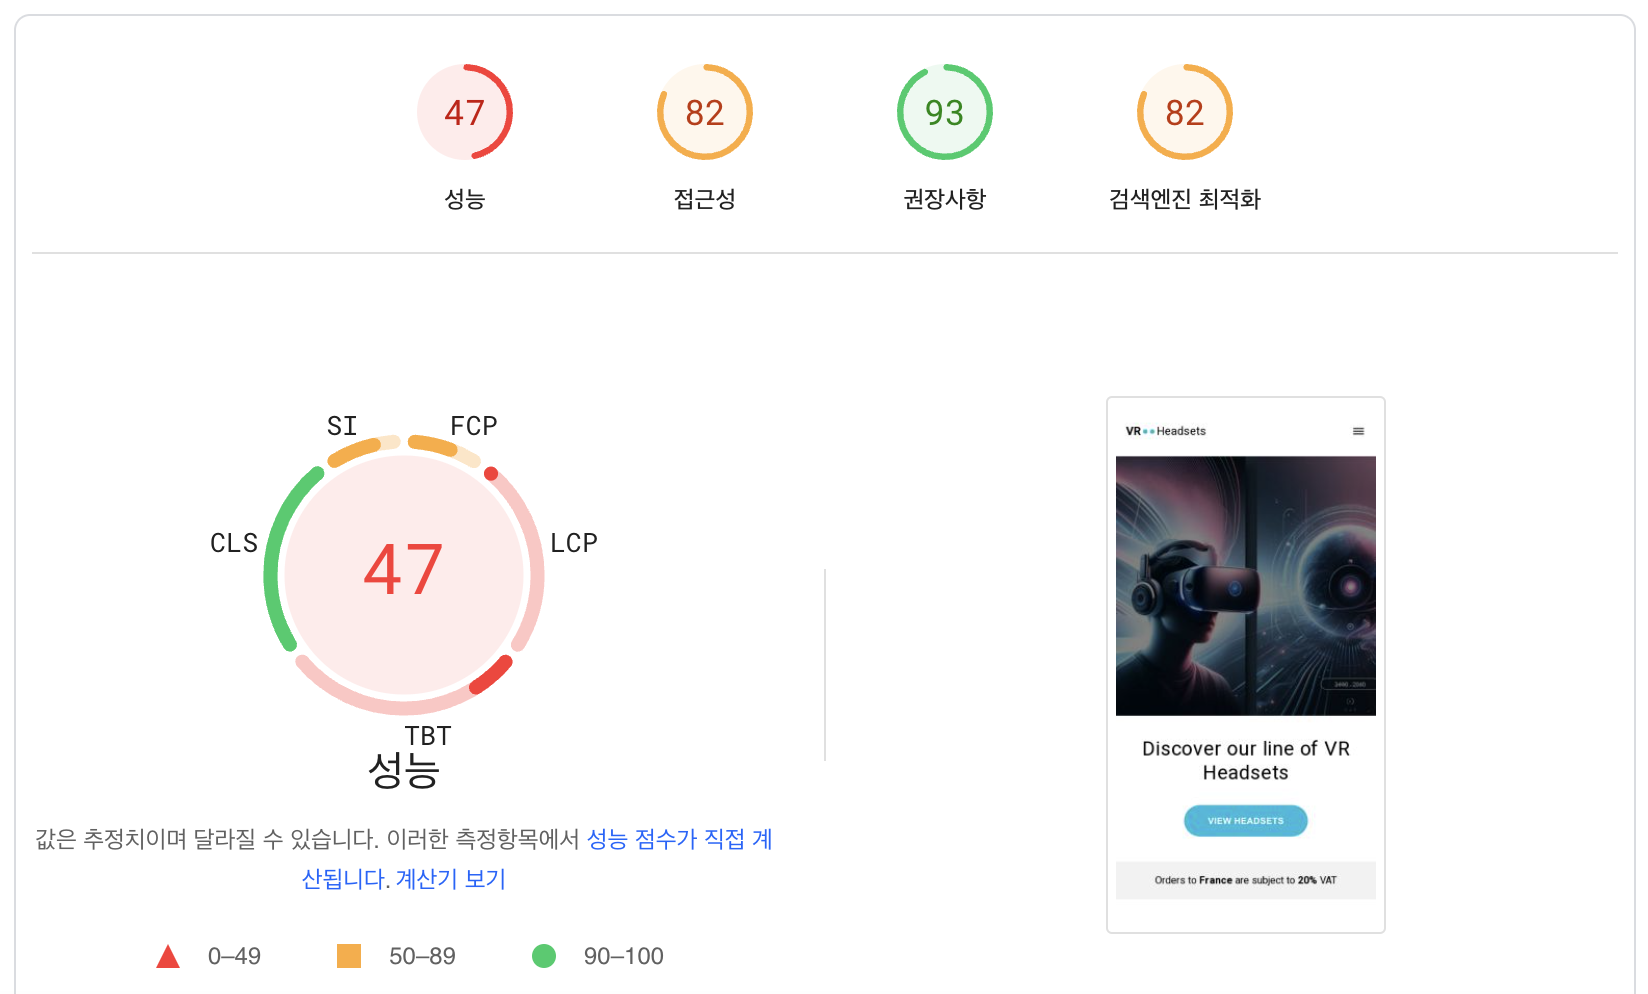 47
82
93
82
성능
접근성
권장사항
검색엔진 최적화
SI
FCP
CLS
47
LCP
TBT
성능
값은 추정치이며 달라질 수 있습니다. 이러한 측정항목에서 성능 점수가 직접 계
산됩니다. 계산기 보기
0–49
50–89
90–100
VR Headsets
Discover our line of VR
Headsets
VIEW HEADSETS
Orders to France are subject to 20% VAT